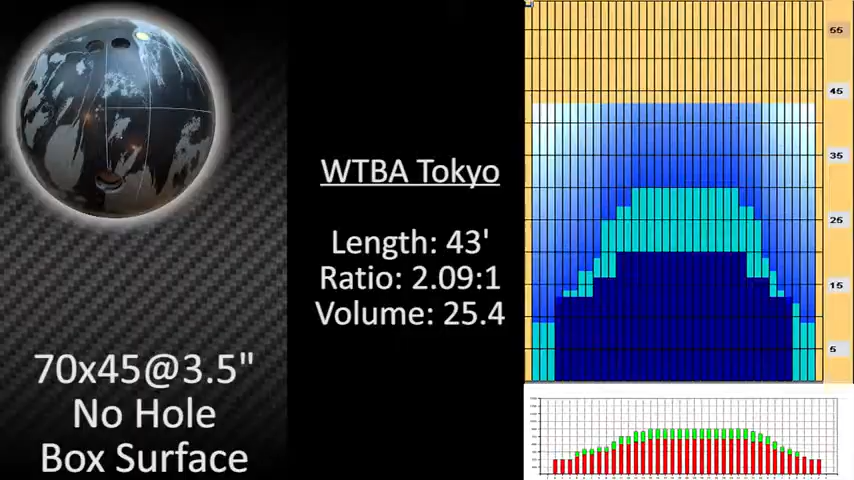 WTBA Tokyo
Length: 43'
Ratio: 2.09:1
Volume: 25.4
70x45@3.5"
No Hole
Box Surface
55
45
35
25
15
5